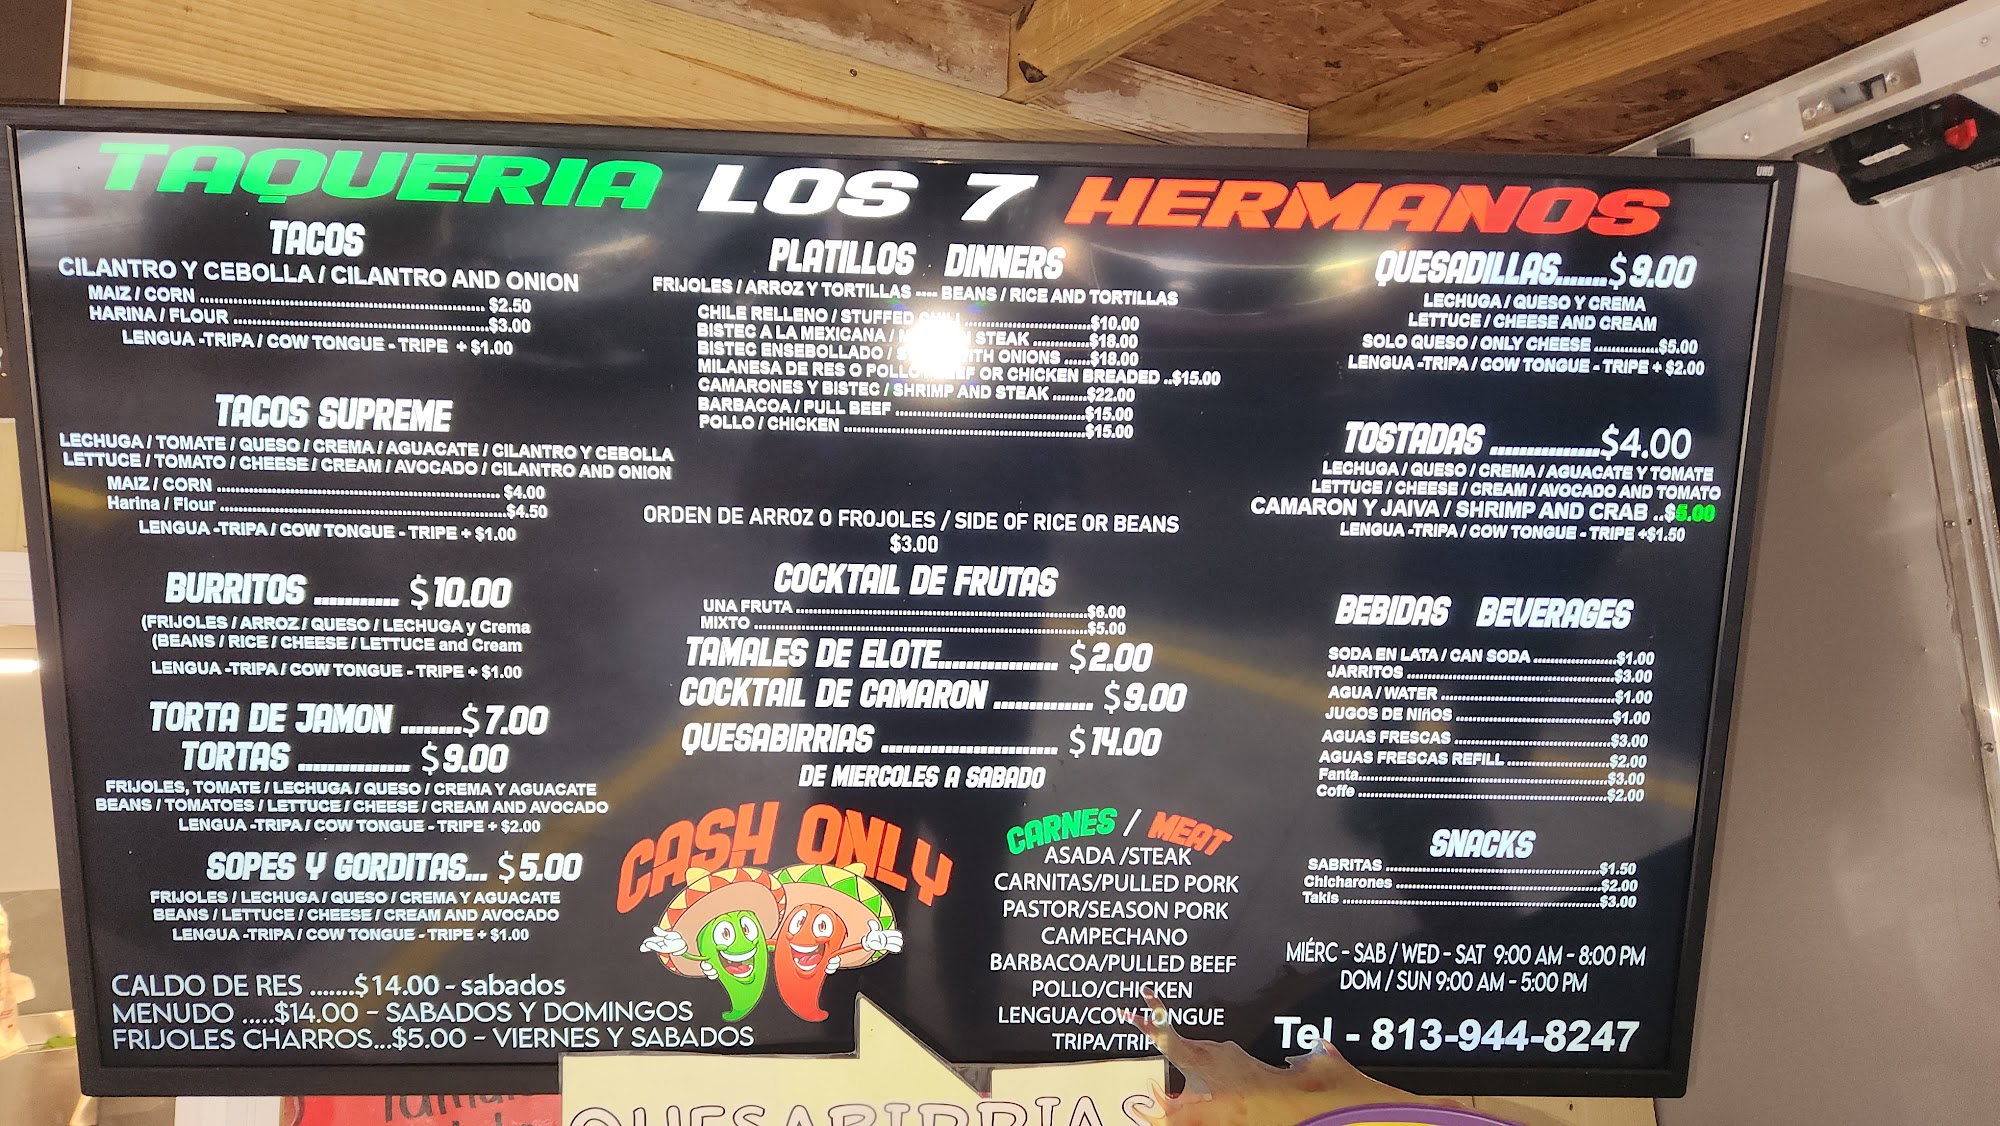 TAQUERIA LOS 7 HERMANOS
TACOS
CILANTRO Y CEBOLLA / CILANTRO AND ONION
MAIZ / CORN ........ $2.50
HARINA / FLOUR ........ $3.00
LENGUA -TRIPA / COW TONGUE - TRIPE + $1.00
TACOS SUPREME
LECHUGA / TOMATE / QUESO / CREMA / AGUACATE / CILANTRO Y CEBOLLA
LETTUCE / TOMATO / CHEESE / CREAM / AVOCADO / CILANTRO AND ONION
MAIZ / CORN ........ $4.00
Harina / Flour ........ $4.50
LENGUA -TRIPA / COW TONGUE - TRIPE + $1.00
BURRITOS ........... $10.00
(FRIJOLES / ARROZ / QUESO / LECHUGA y Crema
(BEANS / RICE / CHEESE / LETTUCE and Cream
LENGUA -TRIPA / COW TONGUE - TRIPE + $1.00
TORTA DE JAMON ........$7.00
TORTAS ............... $9.00
FRIJOLES, TOMATE / LECHUGA / QUESO / CREMA Y AGUACATE
BEANS / TOMATOES / LETTUCE / CHEESE / CREAM AND AVOCADO
LENGUA -TRIPA / COW TONGUE - TRIPE + $2.00
SOPES Y GORDITAS... $5.00
FRIJOLES / LECHUGA / QUESO / CREMA Y AGUACATE
BEANS / LETTUCE / CHEESE / CREAM AND AVOCADO
LENGUA -TRIPA / COW TONGUE - TRIPE + $1.00
CALDO DE RES .......$14.00 - sabados
MENUDO .....$14.00 - SABADOS Y DOMINGOS
FRIJOLES CHARROS...$5.00 - VIERNES Y SABADOS
PLATILLOS DINNERS
FRIJOLES / ARROZ Y TORTILLAS ---- BEANS / RICE AND TORTILLAS
CHILE RELLENO / STUFFED ........ $10.00
BISTEC A LA MEXICANA / STEAK ........ $18.00
BISTEC ENSEBOLLADO / WITH ONIONS ......$18.00
MILANESA DE RES O POLLO OR CHICKEN BREADED ..$15.00
CAMARONES Y BISTEC / SHRIMP AND STEAK ........$22.00
BARBACOA / PULL BEEF ........ $15.00
POLLO / CHICKEN ........ $15.00
ORDEN DE ARROZ O FROJOLES / SIDE OF RICE OR BEANS
$3.00
COCKTAIL DE FRUTAS
UNA FRUTA ........ $6.00
MIXTO ........ $5.00
TAMALES DE ELOTE................ $2.00
COCKTAIL DE CAMARON .............. $9.00
QUESABIRRIAS ........................ $14.00
DE MIERCOLES A SABADO
CASH ONLY
CARNES / MEAT
ASADA /STEAK
CARNITAS/PULLED PORK
PASTOR/SEASON PORK
CAMPECHANO
BARBACOA/PULLED BEEF
POLLO/CHICKEN
LENGUA/COW TONGUE
TRIPA/TRIPE
QUESADILLAS.......$9.00
LECHUGA / QUESO Y CREMA
LETTUCE / CHEESE AND CREAM
SOLO QUESO / ONLY CHEESE ........ $5.00
LENGUA -TRIPA / COW TONGUE - TRIPE + $2.00
TOSTADAS ...............$4.00
LECHUGA / QUESO / CREMA / AGUACATE Y TOMATE
LETTUCE / CHEESE / CREAM / AVOCADO AND TOMATO
CAMARON Y JAIVA / SHRIMP AND CRAB ..$5.00
LENGUA -TRIPA / COW TONGUE - TRIPE +$1.50
BEBIDAS BEVERAGES
SODA EN LATA / CAN SODA ........ $1.00
JARRITOS ........ $3.00
AGUA / WATER ........ $1.00
JUGOS DE NIñOS ........ $1.00
AGUAS FRESCAS ........ $3.00
AGUAS FRESCAS REFILL ........ $2.00
Fanta........ $3.00
Coffe ........ $2.00
SNACKS
SABRITAS ........ $1.50
Chicharones ........ $2.00
Takis ........ $3.00
MIÉRC - SAB / WED - SAT 9:00 AM - 8:00 PM
DOM / SUN 9:00 AM - 5:00 PM
Tel - 813-944-8247
QUESABIRRIAS